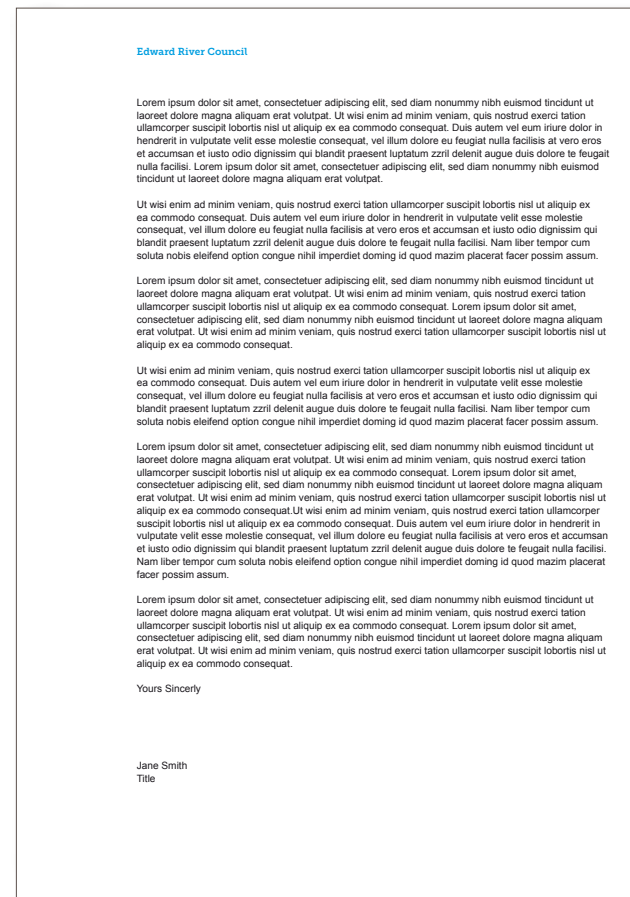 Edward River Council
Lorem ipsum dolor sit amet, consectetuer adipiscing elit, sed diam nonummy nibh euismod tincidunt ut
laoreet dolore magna aliquam erat volutpat. Ut wisi enim ad minim veniam, quis nostrud exerci tation
ullamcorper suscipit lobortis nisl ut aliquip ex ea commodo consequat. Duis autem vel eum iriure dolor in
hendrerit in vulputate velit esse molestie consequat, vel illum dolore eu feugiat nulla facilisis at vero eros
et accumsan et iusto odio dignissim qui blandit praesent luptatum zzril delenit augue duis dolore te feugait
nulla facilisi. Lorem ipsum dolor sit amet, consectetuer adipiscing elit, sed diam nonummy nibh euismod
tincidunt ut laoreet dolore magna aliquam erat volutpat.
Ut wisi enim ad minim veniam, quis nostrud exerci tation ullamcorper suscipit lobortis nisl ut aliquip ex
ea commodo consequat. Duis autem vel eum iriure dolor in hendrerit in vulputate velit esse molestie
consequat, vel illum dolore eu feugiat nulla facilisis at vero eros et accumsan et iusto odio dignissim qui
blandit praesent luptatum zzril delenit augue duis dolore te feugait nulla facilisi. Nam liber tempor cum
soluta nobis eleifend option congue nihil imperdiet doming id quod mazim placerat facer possim assum.
Lorem ipsum dolor sit amet, consectetuer adipiscing elit, sed diam nonummy nibh euismod tincidunt ut
laoreet dolore magna aliquam erat volutpat. Ut wisi enim ad minim veniam, quis nostrud exerci tation
ullamcorper suscipit lobortis nisl ut aliquip ex ea commodo consequat. Lorem ipsum dolor sit amet,
consectetuer adipiscing elit, sed diam nonummy nibh euismod tincidunt ut laoreet dolore magna aliquam
erat volutpat. Ut wisi enim ad minim veniam, quis nostrud exerci tation ullamcorper suscipit lobortis nisl ut
aliquip ex ea commodo consequat.
Ut wisi enim ad minim veniam, quis nostrud exerci tation ullamcorper suscipit lobortis nisl ut aliquip ex
ea commodo consequat. Duis autem vel eum iriure dolor in hendrerit in vulputate velit esse molestie
consequat, vel illum dolore eu feugiat nulla facilisis at vero eros et accumsan et iusto odio dignissim qui
blandit praesent luptatum zzril delenit augue duis dolore te feugait nulla facilisi. Nam liber tempor cum
soluta nobis eleifend option congue nihil imperdiet doming id quod mazim placerat facer possim assum.
Lorem ipsum dolor sit amet, consectetuer adipiscing elit, sed diam nonummy nibh euismod tincidunt ut
laoreet dolore magna aliquam erat volutpat. Ut wisi enim ad minim veniam, quis nostrud exerci tation
ullamcorper suscipit lobortis nisl ut aliquip ex ea commodo consequat. Lorem ipsum dolor sit amet,
consectetuer adipiscing elit, sed diam nonummy nibh euismod tincidunt ut laoreet dolore magna aliquam
erat volutpat. Ut wisi enim ad minim veniam, quis nostrud exerci tation ullamcorper suscipit lobortis nisl ut
aliquip ex ea commodo consequat.Ut wisi enim ad minim veniam, quis nostrud exerci tation ullamcorper
suscipit lobortis nisl ut aliquip ex ea commodo consequat. Duis autem vel eum iriure dolor in hendrerit in
vulputate velit esse molestie consequat, vel illum dolore eu feugiat nulla facilisis at vero eros et accumsan
et iusto odio dignissim qui blandit praesent luptatum zzril delenit augue duis dolore te feugait nulla facilisi.
Nam liber tempor cum soluta nobis eleifend option congue nihil imperdiet doming id quod mazim placerat
facer possim assum.
Lorem ipsum dolor sit amet, consectetuer adipiscing elit, sed diam nonummy nibh euismod tincidunt ut
laoreet dolore magna aliquam erat volutpat. Ut wisi enim ad minim veniam, quis nostrud exerci tation
ullamcorper suscipit lobortis nisl ut aliquip ex ea commodo consequat. Lorem ipsum dolor sit amet,
consectetuer adipiscing elit, sed diam nonummy nibh euismod tincidunt ut laoreet dolore magna aliquam
erat volutpat. Ut wisi enim ad minim veniam, quis nostrud exerci tation ullamcorper suscipit lobortis nisl ut
aliquip ex ea commodo consequat.
Yours Sincerly
Jane Smith
Title